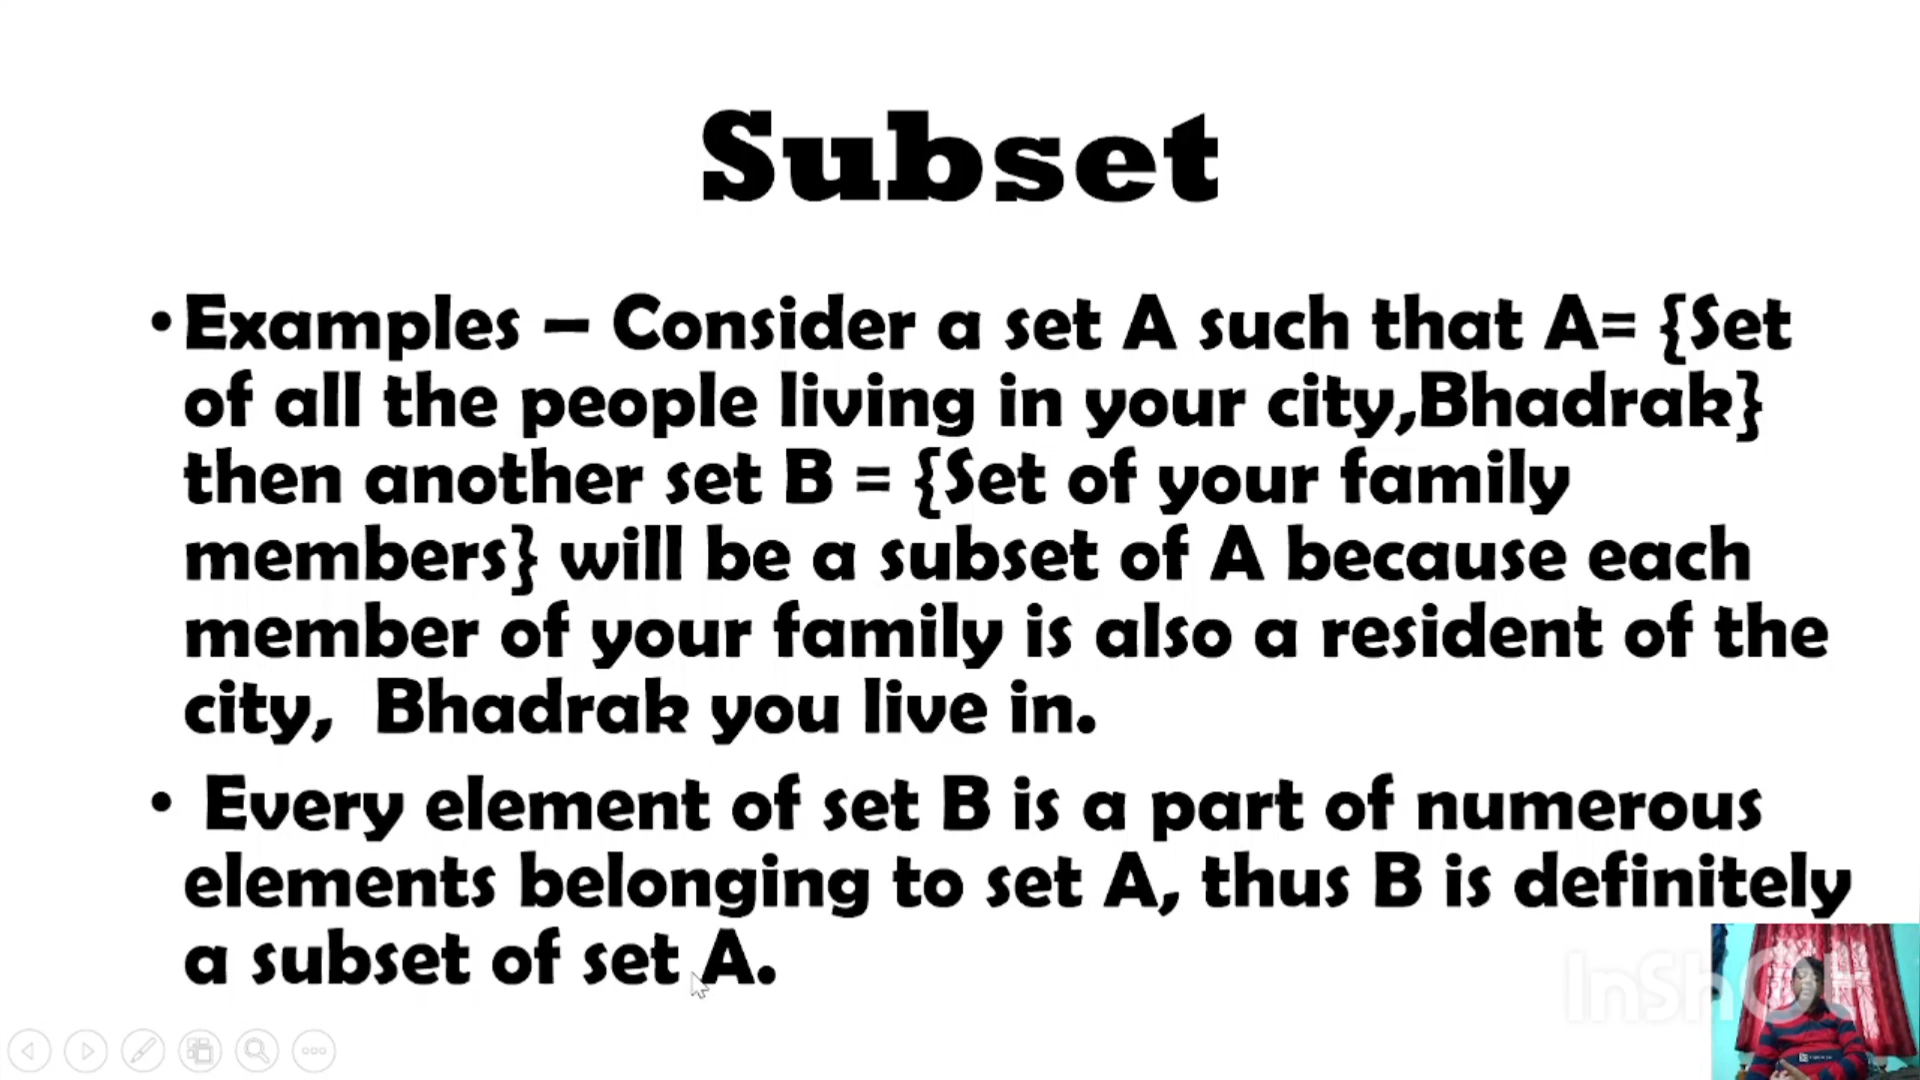 Subset
•Examples – Consider a set A such that A= {Set
of all the people living in your city,Bhadrak}
then another set B = {Set of your family
members} will be a subset of A because each
member of your family is also a resident of the
city,  Bhadrak you live in.
• Every element of set B is a part of numerous
elements belonging to set A, thus B is definitely
a subset of set A.
InShOt